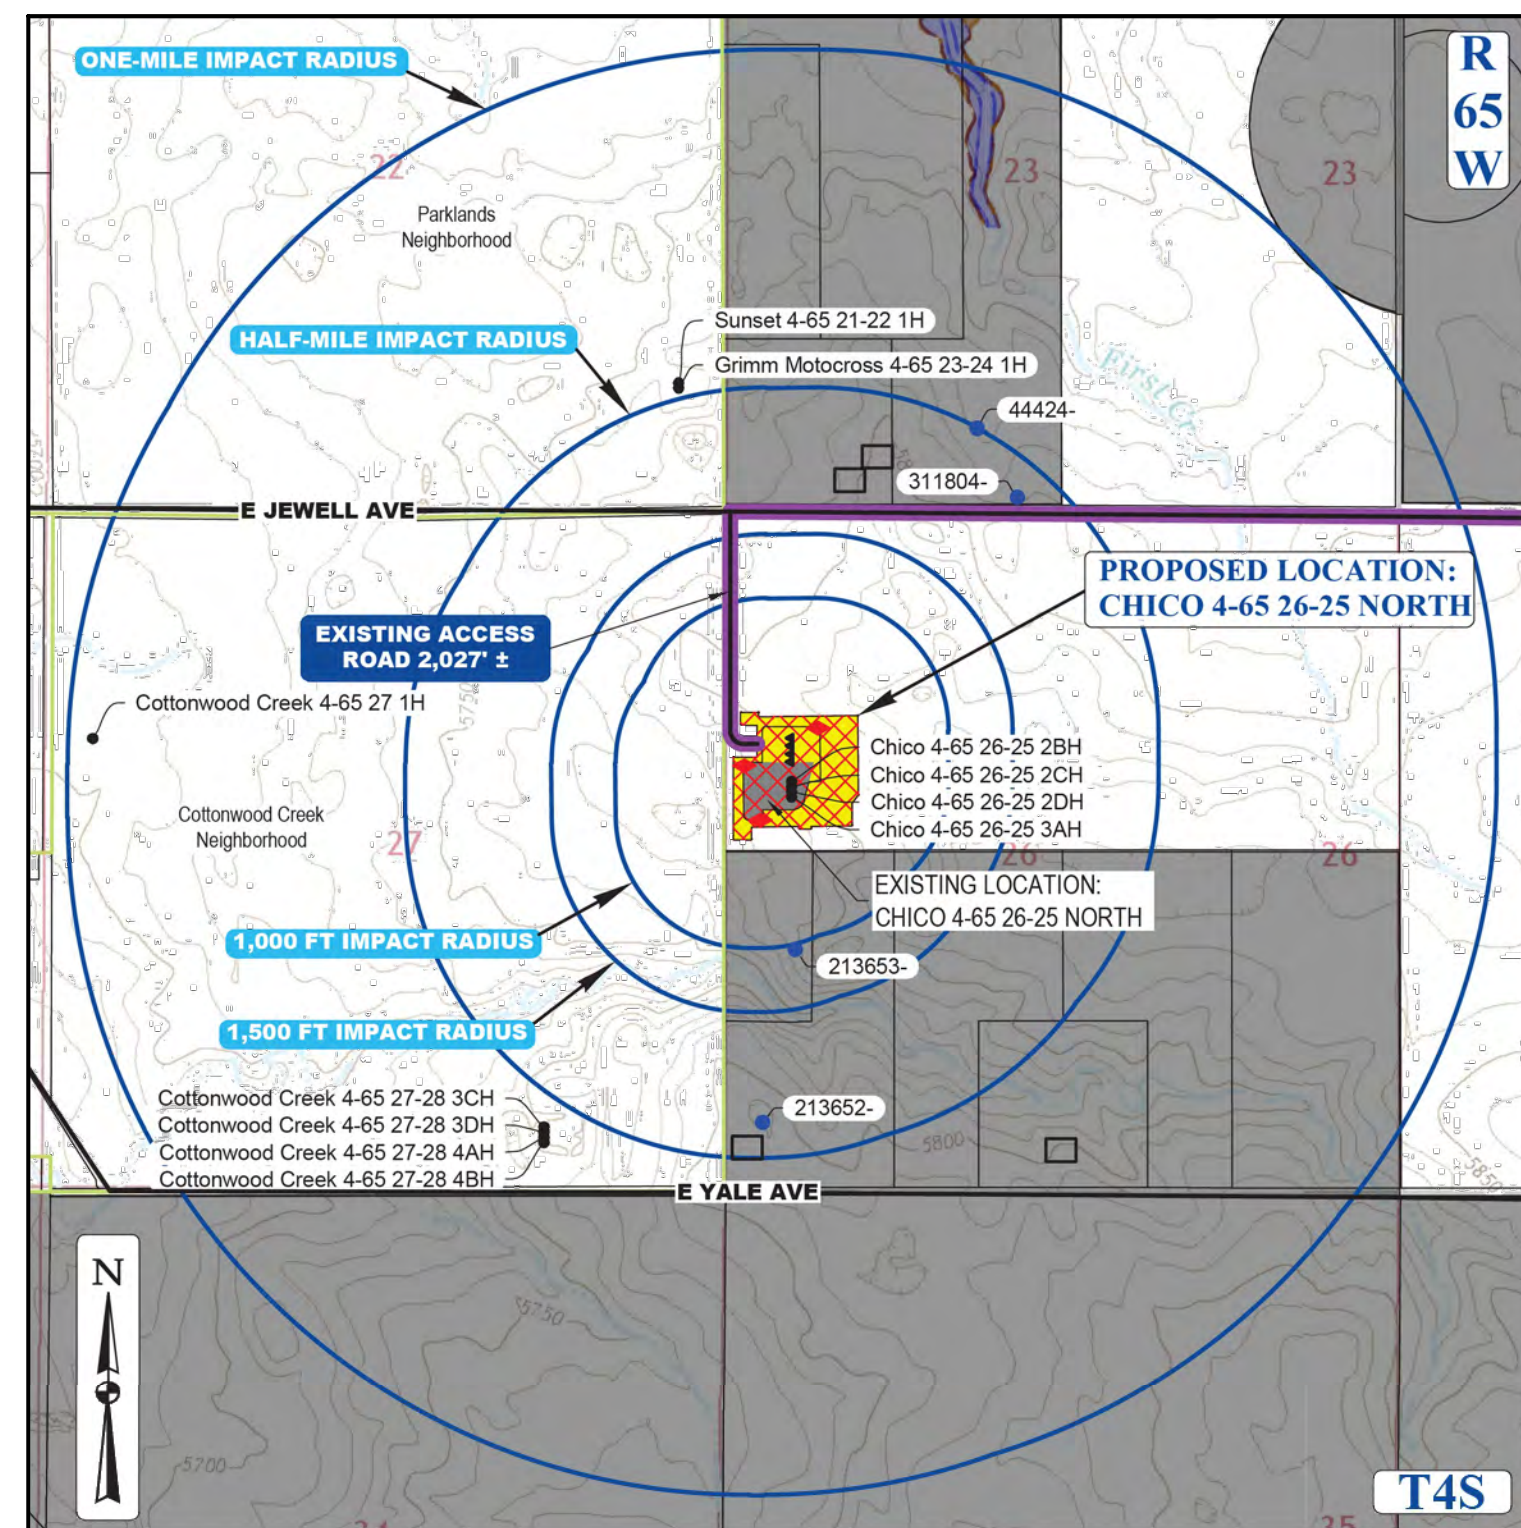 ONE-MILE IMPACT RADIUS
R
65
W
22
23
23
Parklands
Neighborhood
Sunset 4-65 21-22 1H
HALF-MILE IMPACT RADIUS
Grimm Motocross 4-65 23-24 1H
First Cr
44424-
311804-
E JEWELL AVE
PROPOSED LOCATION:
CHICO 4-65 26-25 NORTH
EXISTING ACCESS
ROAD 2,027' ±
5750
Cottonwood Creek 4-65 27 1H
Chico 4-65 26-25 2BH
Chico 4-65 26-25 2CH
Chico 4-65 26-25 2DH
Chico 4-65 26-25 3AH
Cottonwood Creek
Neighborhood
27
26
26
EXISTING LOCATION:
CHICO 4-65 26-25 NORTH
1,000 FT IMPACT RADIUS
213653-
1,500 FT IMPACT RADIUS
Cottonwood Creek 4-65 27-28 3CH
Cottonwood Creek 4-65 27-28 3DH
Cottonwood Creek 4-65 27-28 4AH
Cottonwood Creek 4-65 27-28 4BH
213652-
5800
5850
E YALE AVE
N
5750
5700
T4S
35